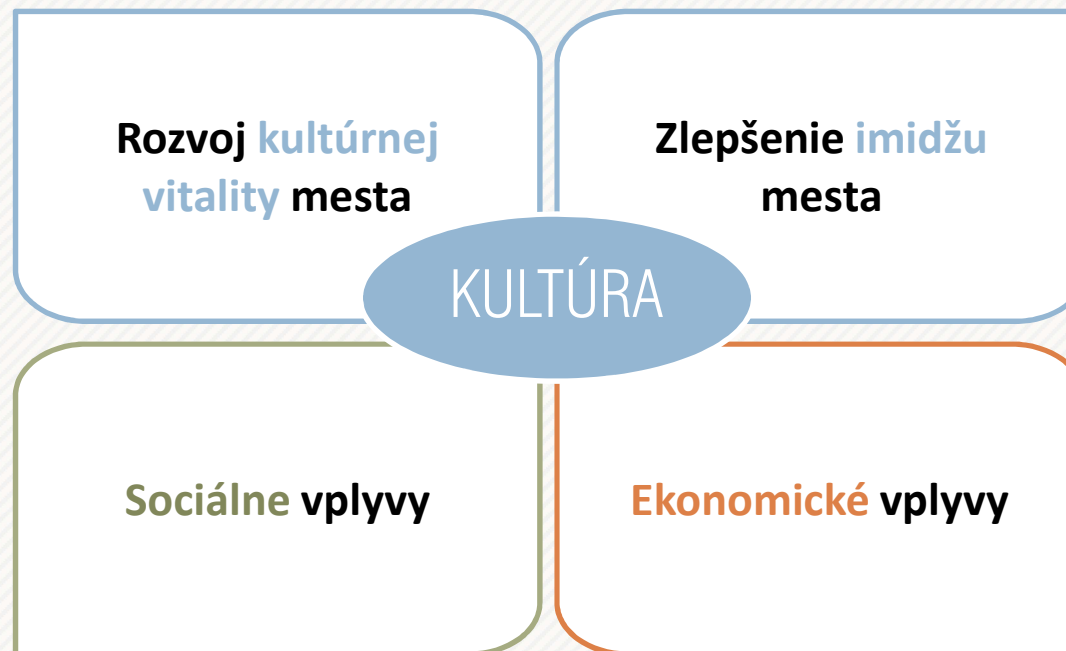 Rozvoj kultúrnej
vitality mesta
Zlepšenie imidžu
mesta
KULTÚRA
Sociálne vplyvy
Ekonomické vplyvy